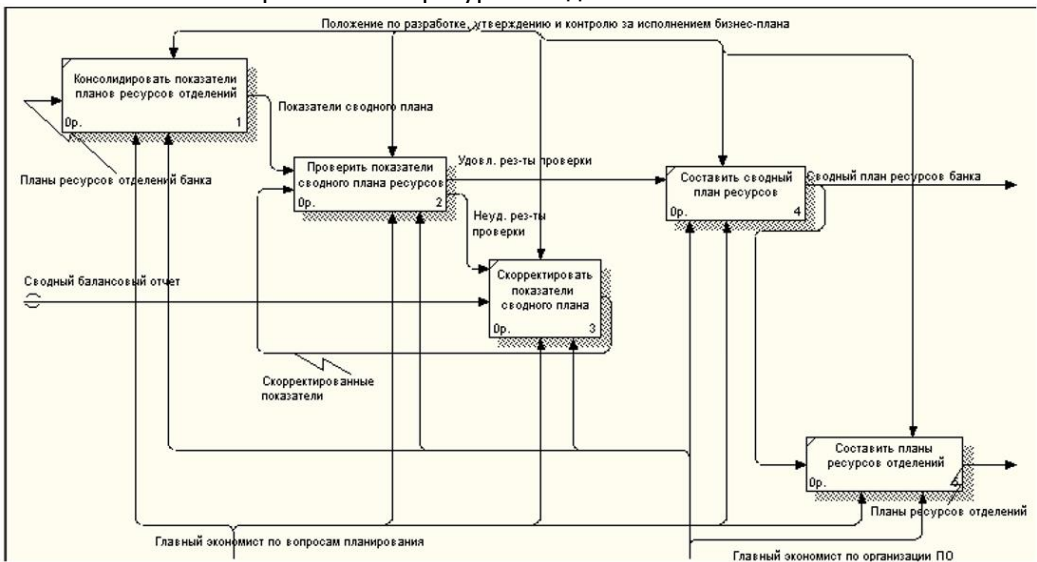 Положение по разработке, утверждению и контролю за исполнением бизнес-плана
Консолидировать показатели
планов ресурсов отделений
0р. 1
Показатели сводного плана
Планы ресурсов отделений банка
Проверить показатели
сводного плана ресурсов
0р. 2
Удовл. рез-ты проверки
Неуд. рез-ты
проверки
Составить сводный
план ресурсов
0р. 4
Сводный план ресурсов банка
Сводный балансовый отчет
Скорректировать
показатели
сводного плана
0р. 3
Скорректированные
показатели
Составить планы
ресурсов отделений
0р. 5
Планы ресурсов отделений
Главный экономист по вопросам планирования
Главный экономист по организации ПО